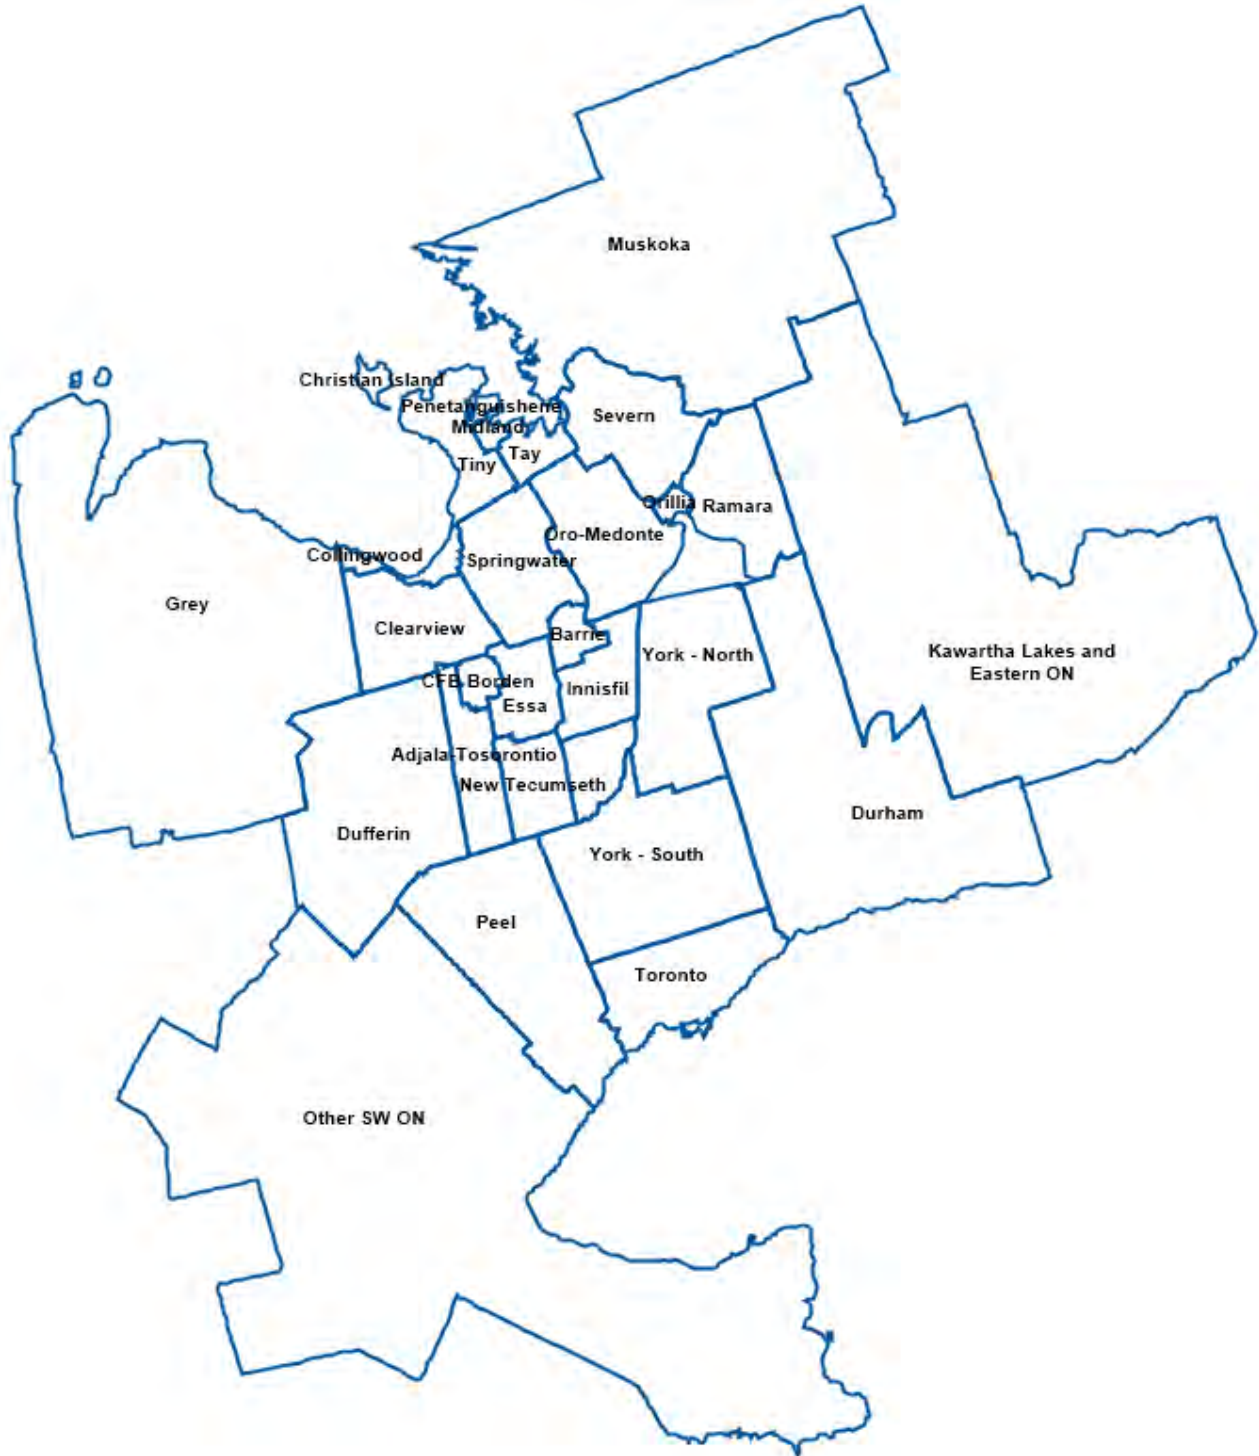 Muskoka
Christian Island
Penetanguishene
Severn
Midland
Tay
Tiny
Orillia
Ramara
Oro-Medonte
Collingwood
Springwater
Grey
Clearview
Barrie
York - North
Kawartha Lakes and
Eastern ON
CFB Borden
Innisfil
Essa
Adjala-Tosorontio
New Tecumseth
Durham
Dufferin
York - South
Peel
Toronto
Other SW ON